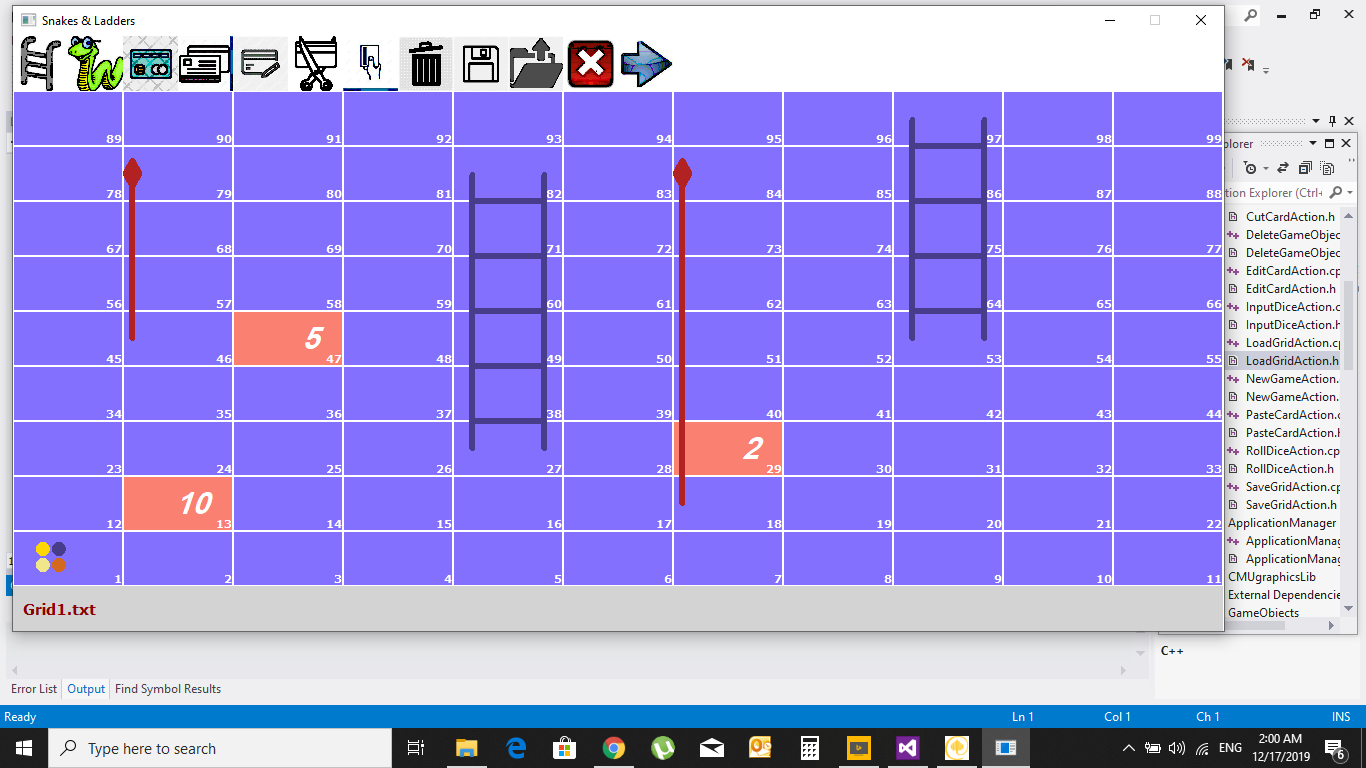 Snakes & Ladders
89 90 91 92 93 94 95 96 97 98 99
78 79 80 81 82 83 84 85 86 87 88
67 68 69 70 71 72 73 74 75 76 77
56 57 58 59 60 61 62 63 64 65 66
5
45 46 47 48 49 50 51 52 53 54 55
34 35 36 37 38 39 40 41 42 43 44
2
23 24 25 26 27 28 29 30 31 32 33
10
12 13 14 15 16 17 18 19 20 21 22
1 2 3 4 5 6 7 8 9 10 11
Grid1.txt
plorer
tion Explorer (Ctrl+
CutCardAction.h
DeleteGameObjec
DeleteGameObjec
EditCardAction.cp
EditCardAction.h
InputDiceAction.c
InputDiceAction.h
LoadGridAction.cp
LoadGridAction.h
NewGameAction.
NewGameAction.
PasteCardAction.c
PasteCardAction.h
RollDiceAction.cp
RollDiceAction.h
SaveGridAction.cp
SaveGridAction.h
ApplicationManager
ApplicationManag
ApplicationManag
CMUgraphicsLib
External Dependencie
GameObjects
C++
Error List Output Find Symbol Results
Ready Ln 1 Col 1 Ch 1 INS
Type here to search
ENG
2:00 AM
12/17/2019
6